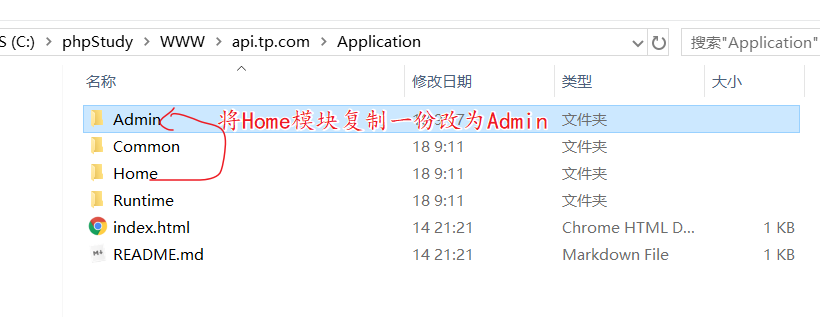 S (C:) > phpStudy > WWW > api.tp.com > Application
搜索"Application"
名称 修改日期 类型 大小
Admin 文件夹
将Home模块复制一份改为Admin
Common 18 9:11 文件夹
Home 18 9:11 文件夹
Runtime 18 9:11 文件夹
index.html 14 21:21 Chrome HTML D... 1 KB
README.md 14 21:21 Markdown File 1 KB